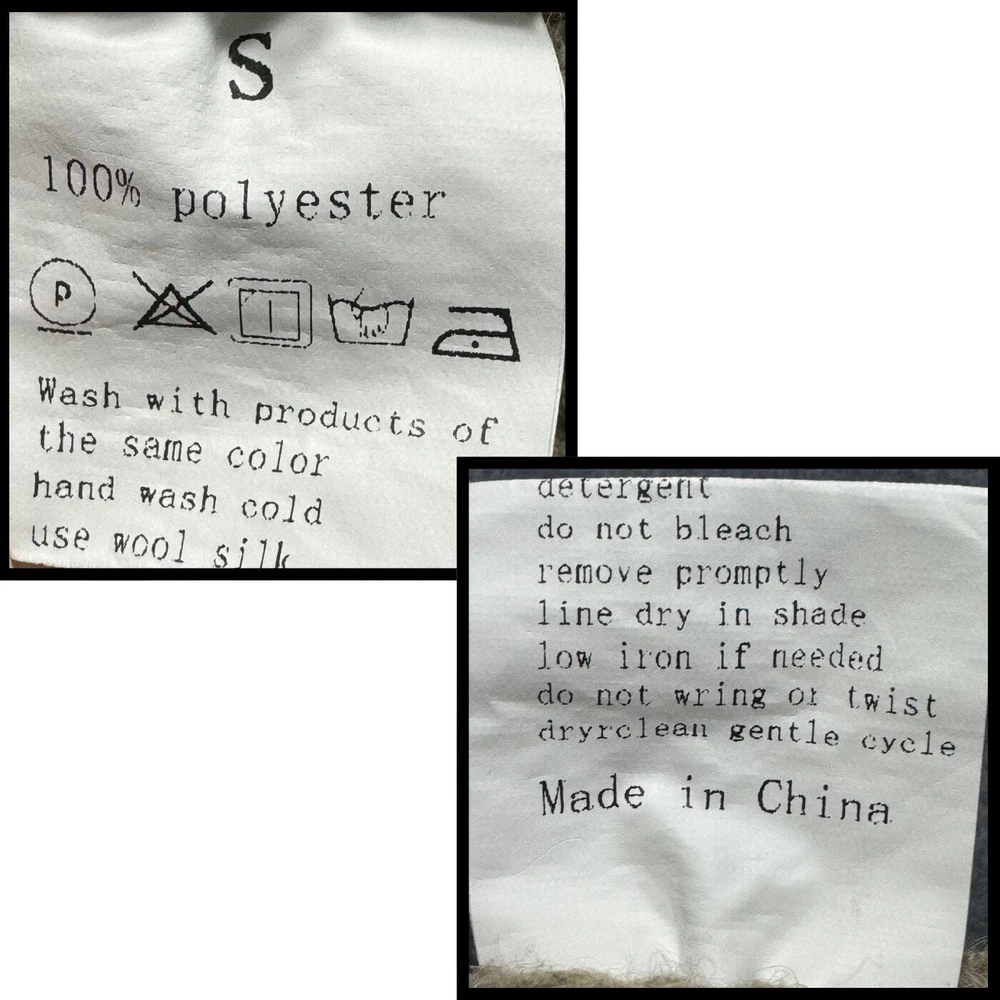 S
100% polyester
P
Wash with products of
the same color
hand wash cold
use wool silk
detergent
do not bleach
remove promptly
line dry in shade
low iron if needed
do not wring or twist
dryrclean gentle cycle
Made in China